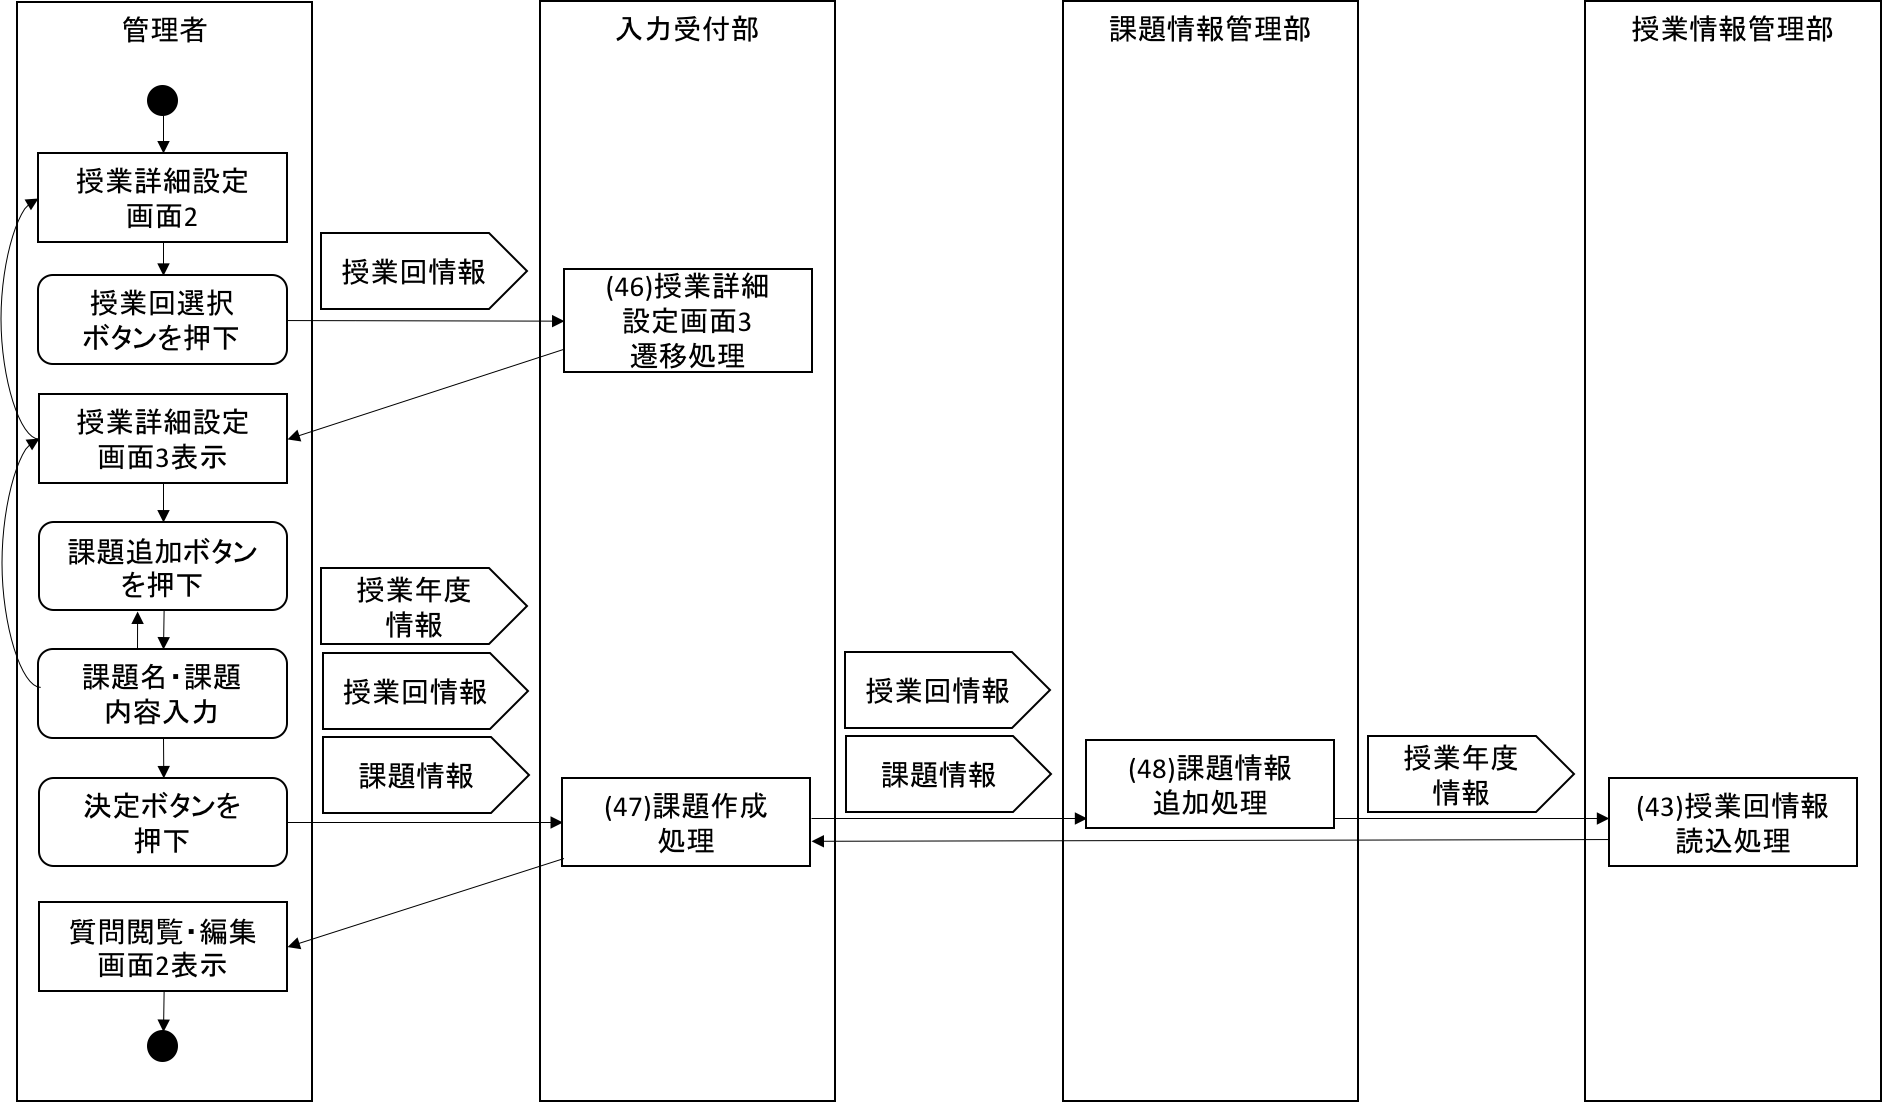 管理者
入力受付部
課題情報管理部
授業情報管理部
授業詳細設定
画面2
授業回選択
ボタンを押下
授業回情報
(46)授業詳細
設定画面3
遷移処理
授業詳細設定
画面3表示
課題追加ボタン
を押下
授業年度
情報
課題名・課題
内容入力
授業回情報
授業回情報
課題情報
課題情報
(48)課題情報
追加処理
授業年度
情報
決定ボタンを
押下
(47)課題作成
処理
(43)授業回情報
読込処理
質問閲覧・編集
画面2表示